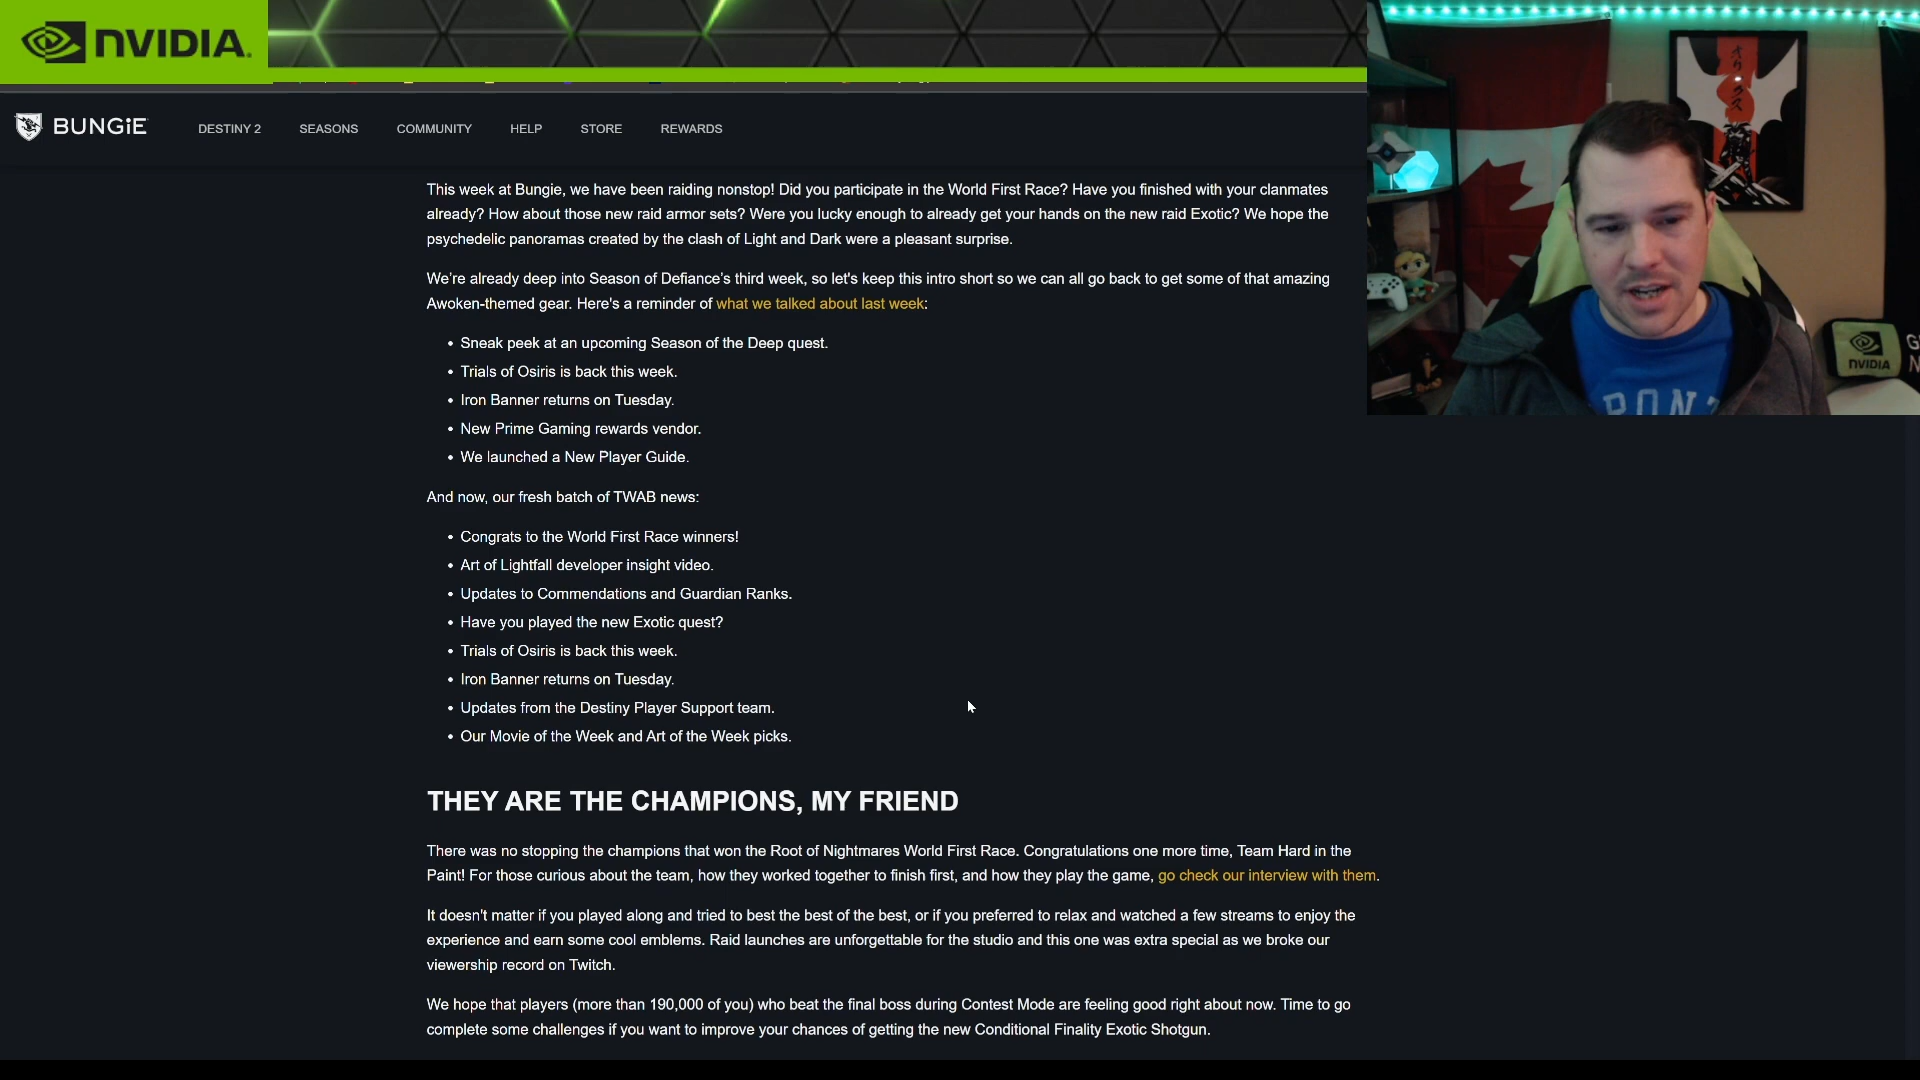 NVIDIA.
BUNGiE
DESTINY 2
SEASONS
COMMUNITY
HELP
STORE
REWARDS
This week at Bungie, we have been raiding nonstop! Did you participate in the World First Race? Have you finished with your clanmates
already? How about those new raid armor sets? Were you lucky enough to already get your hands on the new raid Exotic? We hope the
psychedelic panoramas created by the clash of Light and Dark were a pleasant surprise.
We're already deep into Season of Defiance's third week, so let's keep this intro short so we can all go back to get some of that amazing
Awoken-themed gear. Here's a reminder of what we talked about last week:
• Sneak peek at an upcoming Season of the Deep quest.
• Trials of Osiris is back this week.
• Iron Banner returns on Tuesday.
• New Prime Gaming rewards vendor.
• We launched a New Player Guide.
And now, our fresh batch of TWAB news:
• Congrats to the World First Race winners!
• Art of Lightfall developer insight video.
• Updates to Commendations and Guardian Ranks.
• Have you played the new Exotic quest?
• Trials of Osiris is back this week.
• Iron Banner returns on Tuesday.
• Updates from the Destiny Player Support team.
• Our Movie of the Week and Art of the Week picks.
THEY ARE THE CHAMPIONS, MY FRIEND
There was no stopping the champions that won the Root of Nightmares World First Race. Congratulations one more time, Team Hard in the
Paint! For those curious about the team, how they worked together to finish first, and how they play the game, go check our interview with them.
It doesn't matter if you played along and tried to best the best of the best, or if you preferred to relax and watched a few streams to enjoy the
experience and earn some cool emblems. Raid launches are unforgettable for the studio and this one was extra special as we broke our
viewership record on Twitch.
We hope that players (more than 190,000 of you) who beat the final boss during Contest Mode are feeling good right about now. Time to go
complete some challenges if you want to improve your chances of getting the new Conditional Finality Exotic Shotgun.
NVIDIA